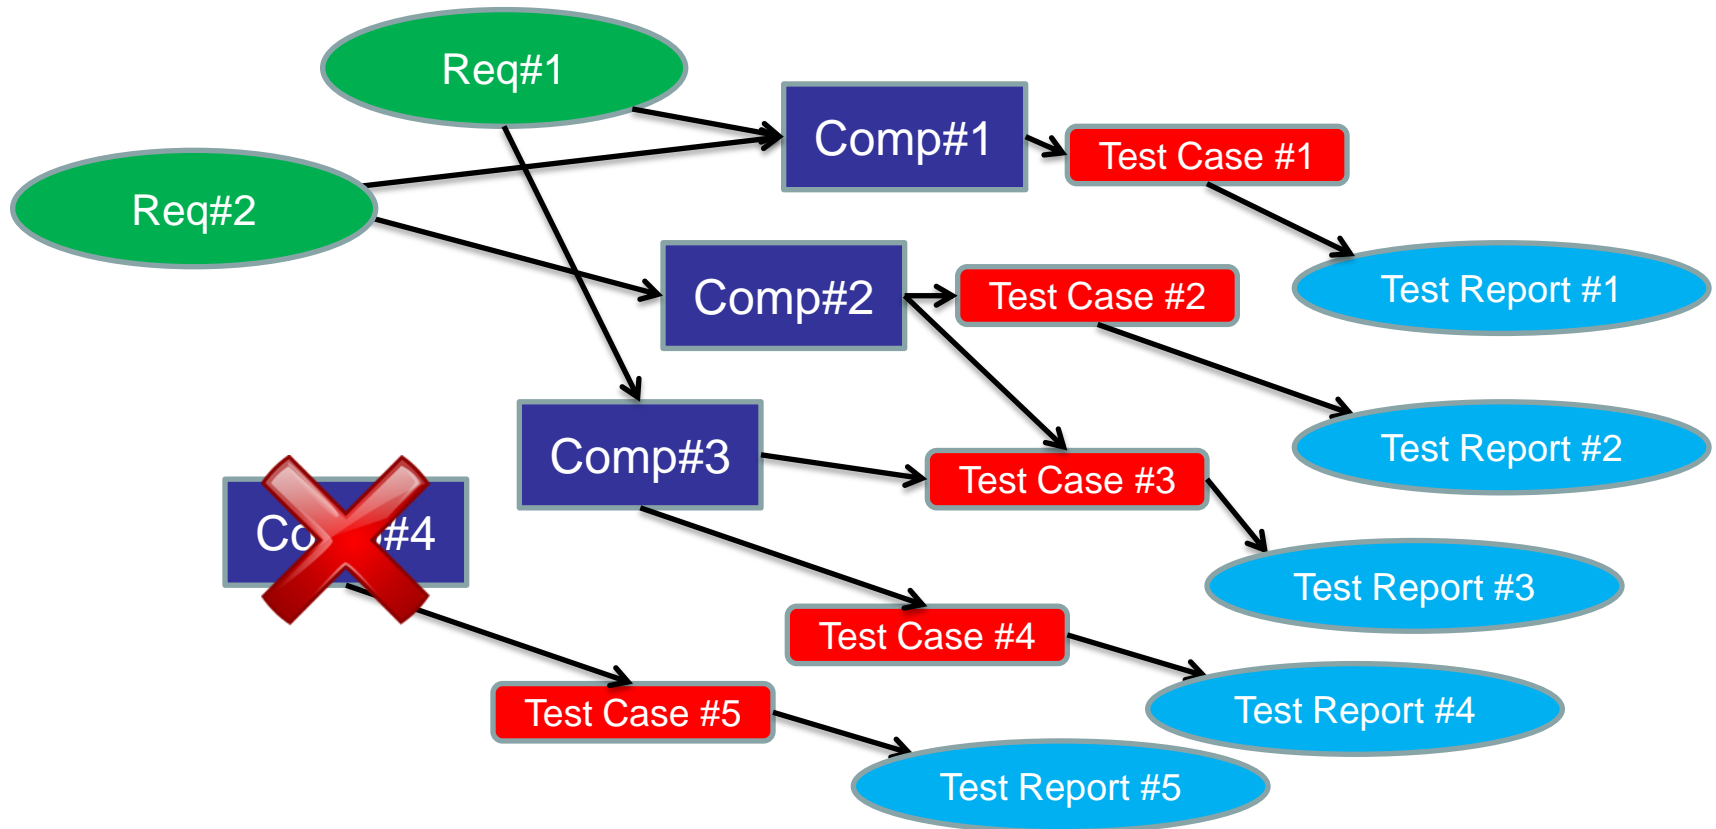 Req#1
Req#2
Comp#1
Test Case #1
Test Report #1
Comp#2
Test Case #2
Test Report #2
Comp#3
Test Case #3
Test Report #3
#4
Test Case #4
Test Report #4
Test Case #5
Test Report #5